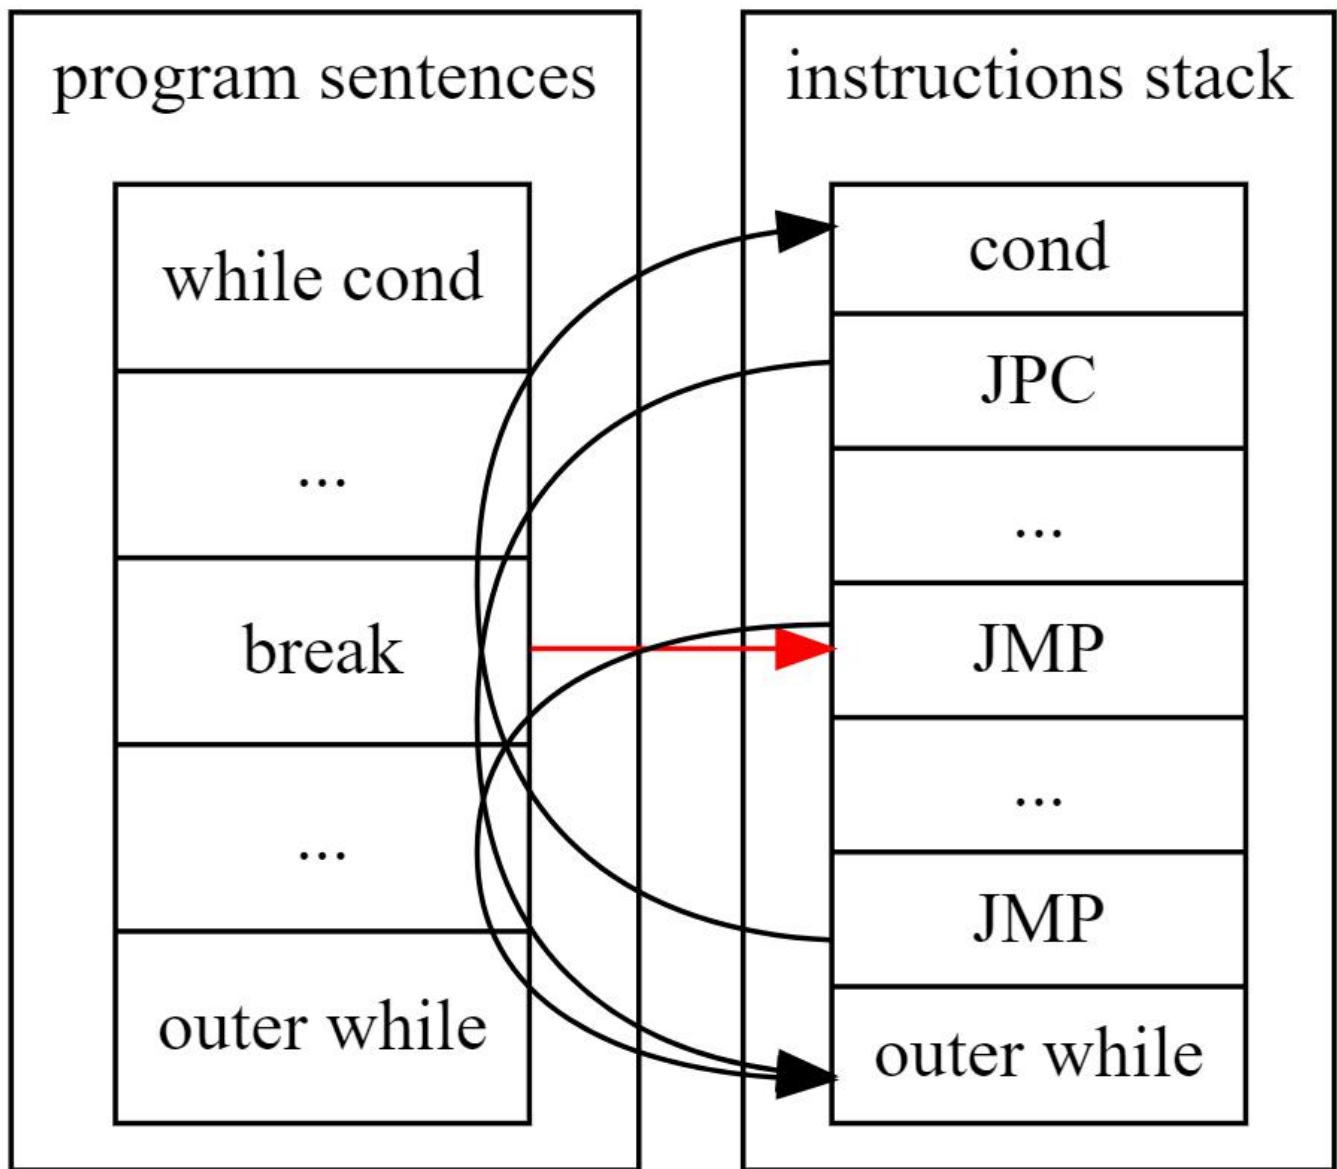 program sentences
while cond
...
break
...
outer while
instructions stack
cond
JPC
...
JMP
...
JMP
outer while